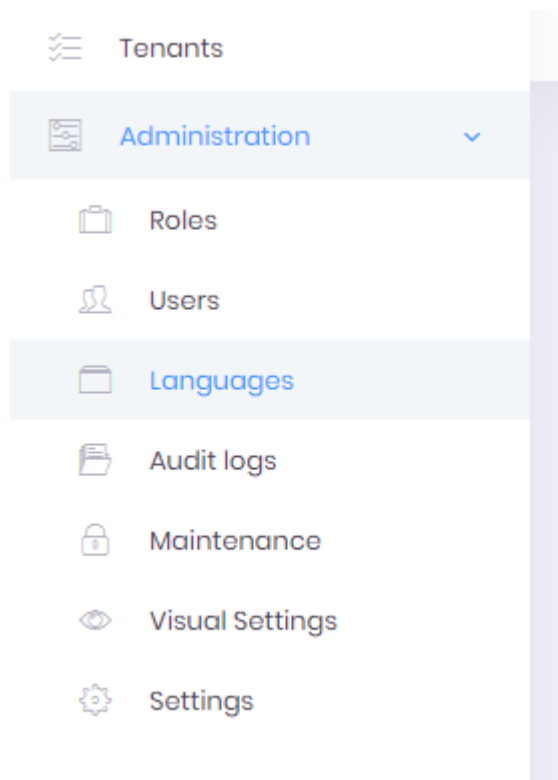 Tenants
Administration
Roles
Users
Languages
Audit logs
Maintenance
Visual Settings
Settings